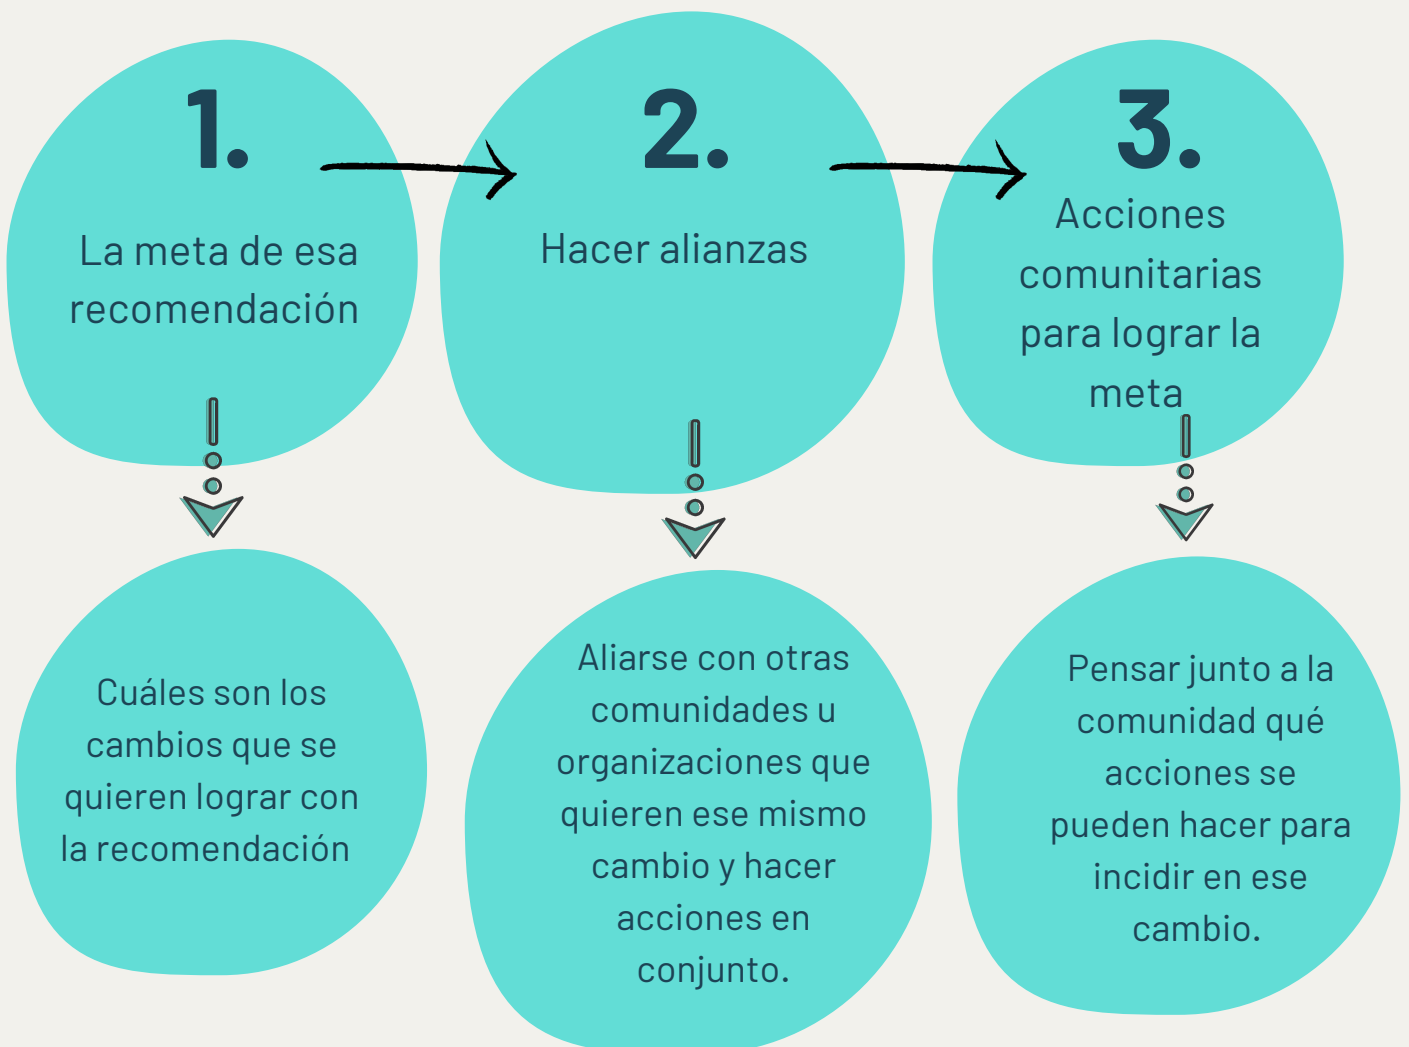 1.
La meta de esa
recomendación
2.
Hacer alianzas
3.
Acciones
comunitarias
para lograr la
meta
Cuáles son los
cambios que se
quieren lograr con
la recomendación
Aliarse con otras
comunidades u
organizaciones que
quieren ese mismo
cambio y hacer
acciones en
conjunto.
Pensar junto a la
comunidad qué
acciones se
pueden hacer para
incidir en ese
cambio.